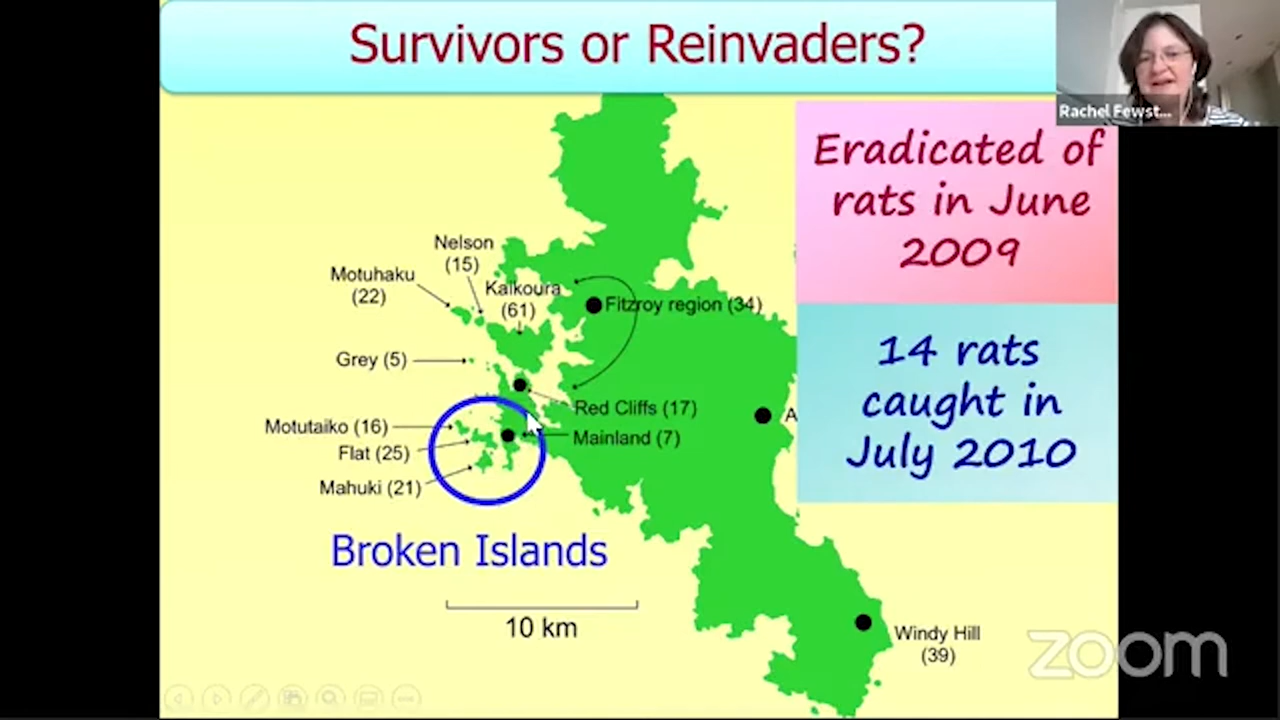 Survivors or Reinvaders?
Rachel Fewst...
Eradicated of
rats in June
2009
14 rats
caught in
July 2010
Nelson
(15)
Motuhaku
(22)
Kaikoura
(61)
Fitzroy region (34)
Grey (5)
Red Cliffs (17)
A
Motutaiko (16)
Mainland (7)
Flat (25)
Mahuki (21)
Broken Islands
10 km
Windy Hill
(39)
zoom